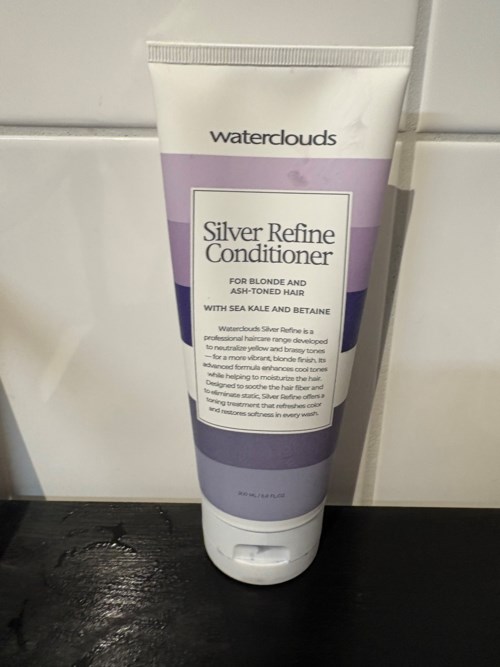 waterclouds
Silver Refine
Conditioner
FOR BLONDE AND
ASH-TONED HAIR
WITH SEA KALE AND BETAINE
Waterclouds Silver Refine is a
professional haircare range developed
to neutralize yellow and brassy tones
—for a more vibrant, blonde finish. Its
advanced formula enhances cool tones
while helping to moisturize the hair.
Designed to soothe the hair fiber and
to eliminate static, Silver Refine offers a
toning treatment that refreshes color
and restores softness in every wash.